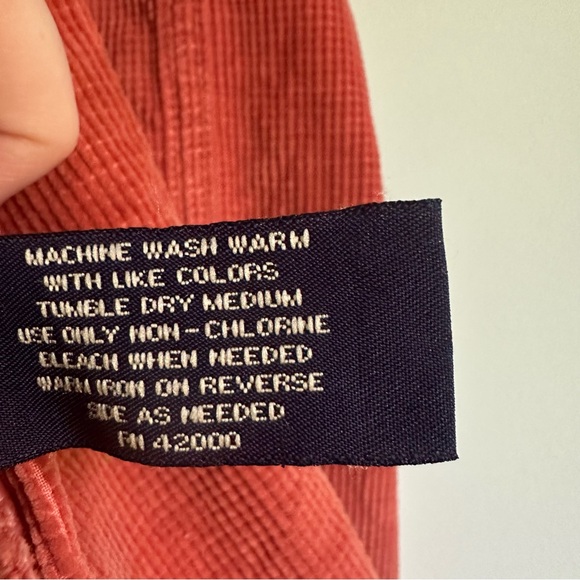 MACHINE WASH WARM
WITH LIKE COLORS
TUMBLE DRY MEDIUM
USE ONLY NON-CHLORINE
BLEACH WHEN NEEDED
WARM IRON ON REVERSE
SIDE AS NEEDED
RN 42000